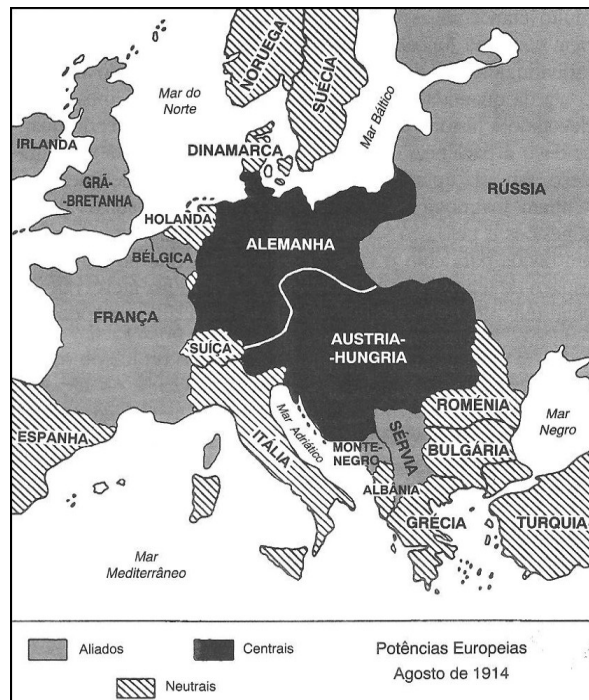 NORUEGA
SUÉCIA
Mar do
Norte
Mar Báltico
IRLANDA
DINAMARCA
GRÃ-
-BRETANHA
RÚSSIA
HOLANDA
ALEMANHA
BÉLGICA
FRANÇA
SUÍÇA
AUSTRIA-
-HUNGRIA
ROMÉNIA
Mar
Negro
ESPANHA
ITÁLIA
Mar Adriático
MONTE-
NEGRO
SÉRVIA
BULGÁRIA
ALBÂNIA
GRÉCIA
TURQUIA
Mar
Mediterrâneo
Aliados
Centrais
Neutrais
Potências Europeias
Agosto de 1914